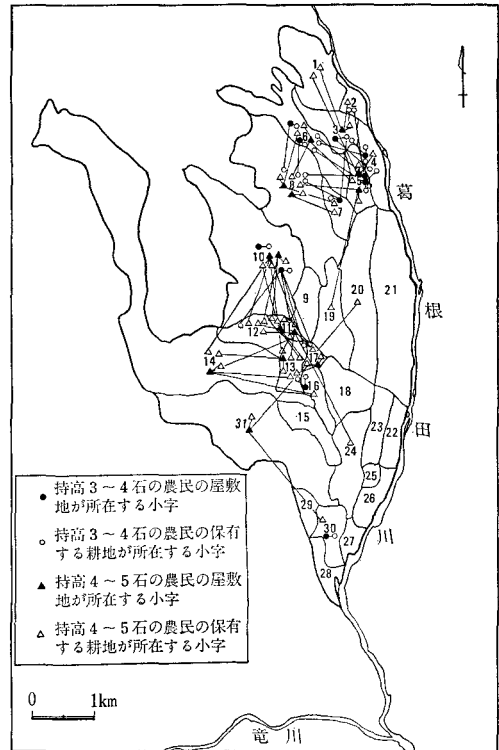 1
2
3
4
5
6
7
8
葛
根
田
川
9
10
11
12
13
14
15
16
17
18
19
20
21
22
23
24
25
26
27
28
29
30
31
● 持高3～4石の農民の屋敷
地が所在する小字
○ 持高3～4石の農民の保有
する耕地が所在する小字
▲ 持高4～5石の農民の屋敷
地が所在する小字
△ 持高4～5石の農民の保有
する耕地が所在する小字
0 1km
竜川